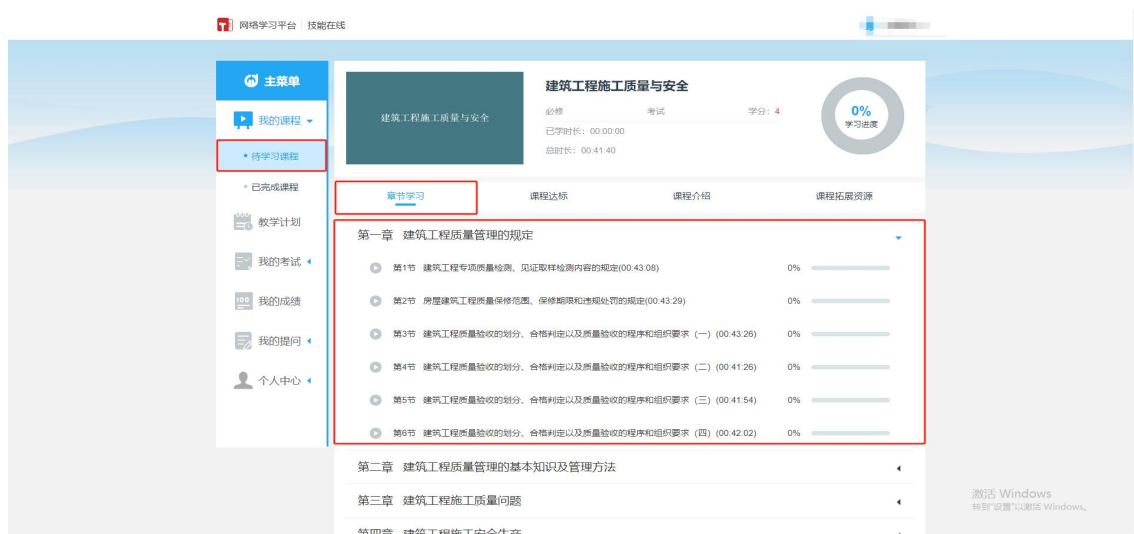 网络学习平台 技能在线
主菜单
我的课程
待学习课程
已完成课程
教学计划
我的考试
100
我的成绩
我的提问
个人中心
建筑工程施工质量与安全
建筑工程施工质量与安全
必修 考试 学分：4
已学时长：00:00:00
总时长：00:41:40
0%
学习进度
章节学习 课程达标 课程介绍 课程拓展资源
第一章 建筑工程质量管理的规定
第1节 建筑工程专项质量检测、见证取样检测内容的规定(00:43:08) 0%
第2节 房屋建筑工程质量保修范围、保修期限和违规处罚的规定(00:43:29) 0%
第3节 建筑工程质量验收的划分、合格判定以及质量验收的程序和组织要求（一）(00:43:26) 0%
第4节 建筑工程质量验收的划分、合格判定以及质量验收的程序和组织要求（二）(00:41:26) 0%
第5节 建筑工程质量验收的划分、合格判定以及质量验收的程序和组织要求（三）(00:41:54) 0%
第6节 建筑工程质量验收的划分、合格判定以及质量验收的程序和组织要求（四）(00:42:02) 0%
第二章 建筑工程质量管理的基本知识及管理方法
第三章 建筑工程施工质量问题
第四章 建筑工程施工安全生产
激活 Windows
转到"设置"以激活 Windows。